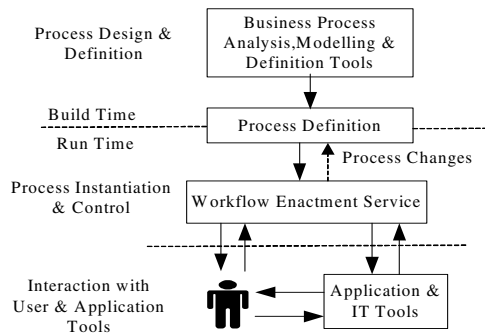 Process Design &
Definition
Business Process
Analysis,Modelling &
Definition Tools
Build Time
Run Time
Process Definition
Process Changes
Process Instantiation
& Control
Workflow Enactment Service
Interaction with
User & Application
Tools
Application &
IT Tools